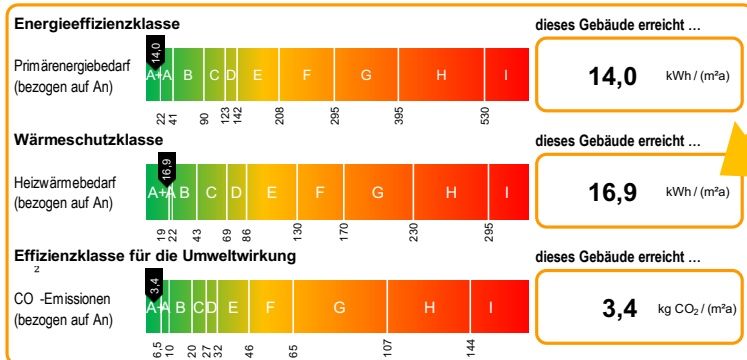 Energieeffizienzklasse
dieses Gebäude erreicht ...
14,0
Primärenergiebedarf
(bezogen auf An)
A+ A B C D E F G H I
14,0 kWh / (m²a)
22 41 90 123 142 208 295 395 530
Wärmeschutzklasse
dieses Gebäude erreicht ...
16,9
Heizwärmebedarf
(bezogen auf An)
A+ A B C D E F G H I
16,9 kWh / (m²a)
19 22 43 69 86 130 170 230 295
Effizienzklasse für die Umweltwirkung
dieses Gebäude erreicht ...
2
3,4
CO -Emissionen
(bezogen auf An)
A+ A B C D E F G H I
3,4 kg CO₂ / (m²a)
6,5 10 20 27 32 46 65 107 144